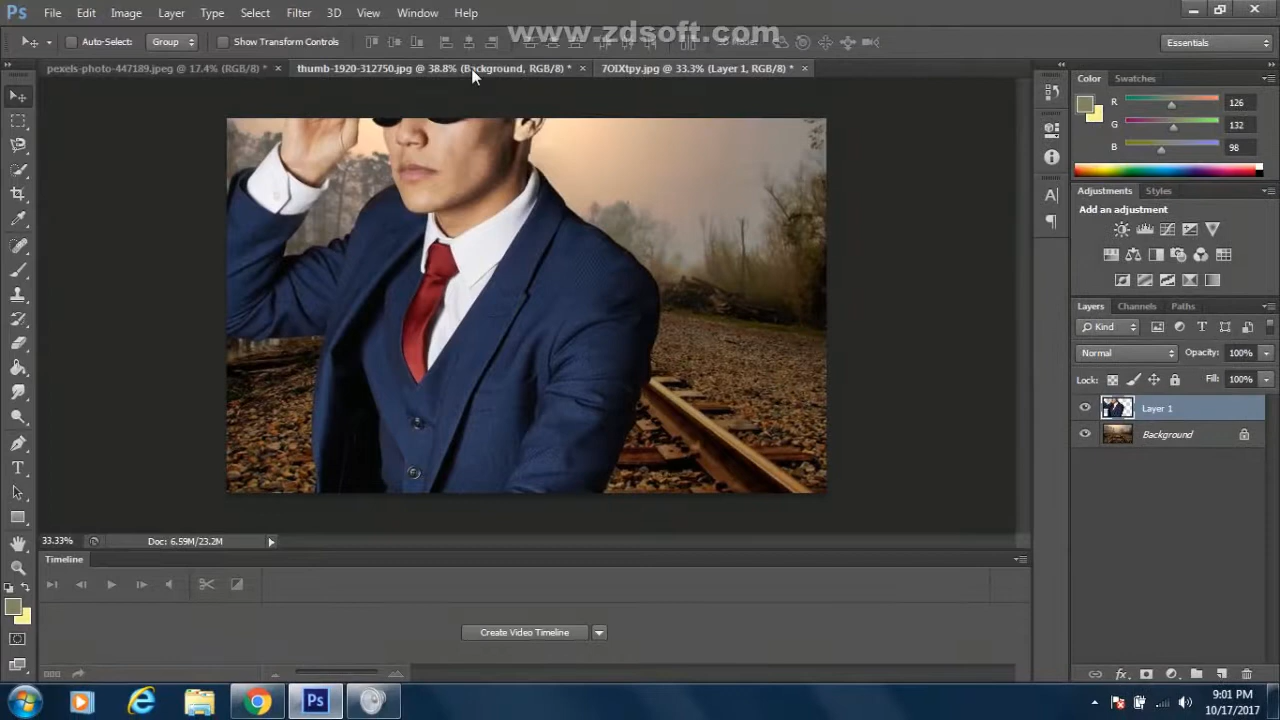 Ps File Edit Image Layer Type Select Filter 3D View Window Help
www.zdsoft.com
Auto-Select: Group Show Transform Controls Essentials
pexels-photo-447189.jpeg @ 17.4% (RGB/8) * × thumb-1920-312750.jpg @ 38.8% (Background, RGB/8) * × 7OIXtpy.jpg @ 33.3% (Layer 1, RGB/8) * ×
Color Swatches
R 126
G 132
B 98
Adjustments Styles
Add an adjustment
Layers Channels Paths
Kind
Normal Opacity: 100%
Lock: Fill: 100%
Layer 1
Background
33.33% Doc: 6.59M/23.2M
Timeline
Create Video Timeline
Ps
9:01 PM
10/17/2017